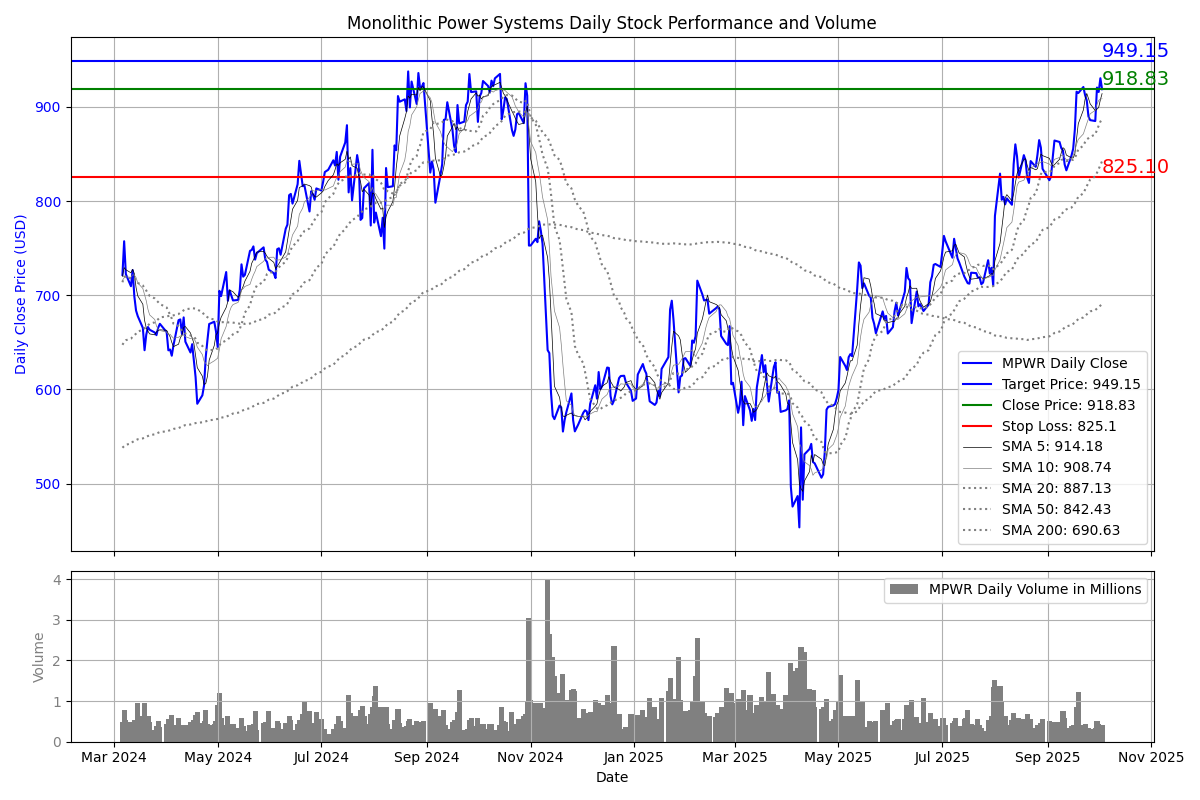 Monolithic Power Systems Daily Stock Performance and Volume
949.15
918.83
825.10
Daily Close Price (USD)
900
800
700
600
500
MPWR Daily Close
Target Price: 949.15
Close Price: 918.83
Stop Loss: 825.1
SMA 5: 914.18
SMA 10: 908.74
SMA 20: 887.13
SMA 50: 842.43
SMA 200: 690.63
MPWR Daily Volume in Millions
Volume
4
3
2
1
0
Mar 2024 May 2024 Jul 2024 Sep 2024 Nov 2024 Jan 2025 Mar 2025 May 2025 Jul 2025 Sep 2025 Nov 2025
Date